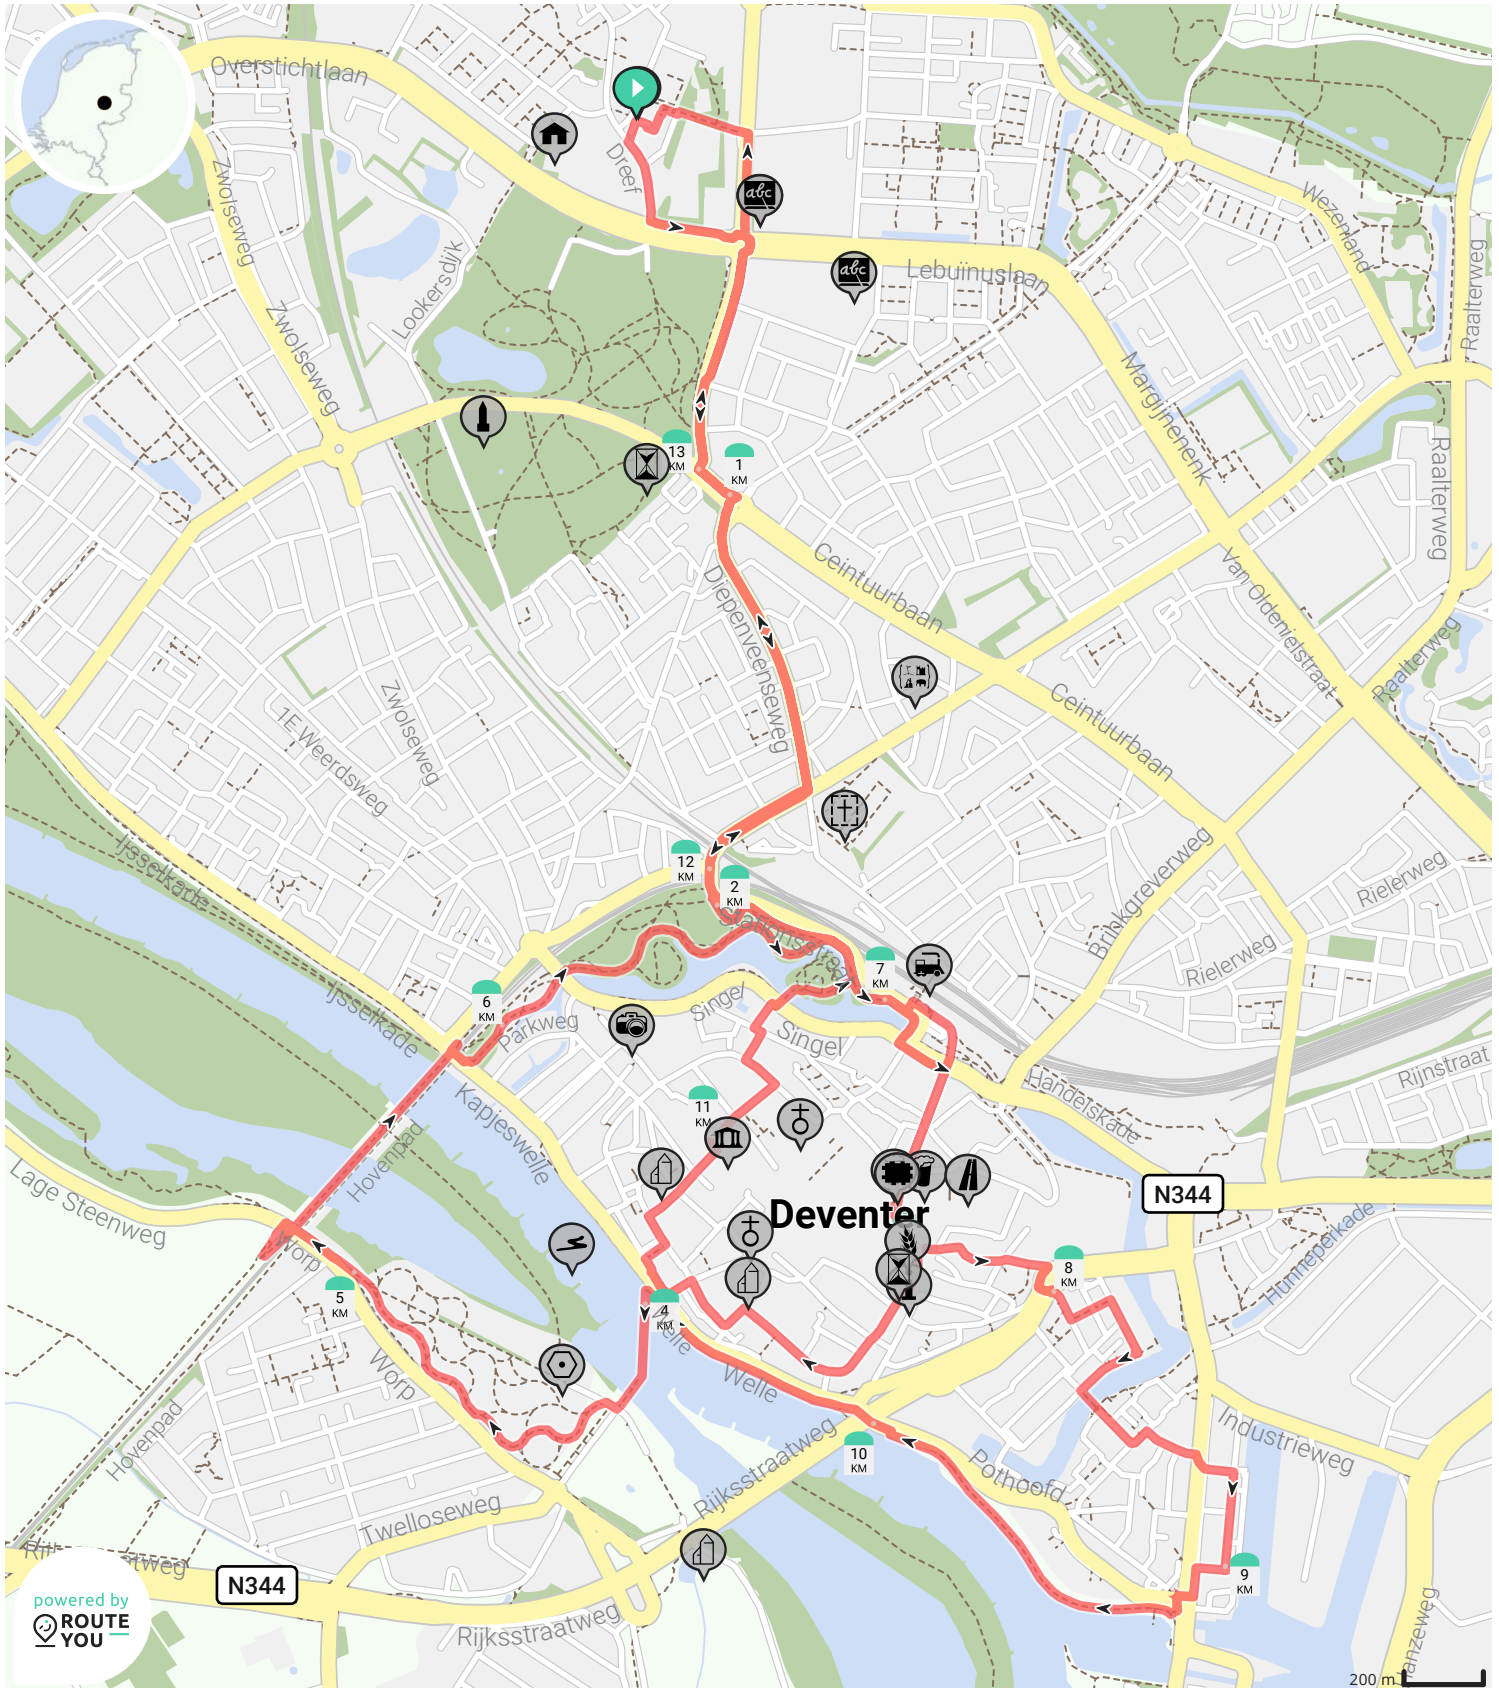 Overstichtlaan
Dreef
abc
Zwolseweg
Lookersdijk
abc
Lebuinuslaan
Wezenland
Raalterweg
Zwolseweg
Margijnenenk
13
KM
1
KM
Raalterweg
Ceintuurbaan
Diepenveenseweg
Van Oldenielstraat
Raalterweg
Zwolseweg
1E Weerdsweg
Ceintuurbaan
IJsselkade
12
KM
2
KM
Stationsstraat
Brinkgreverweg
Rielerweg
Rielerweg
7
KM
6
KM
IJsselkade
Parkweg
Singel
Singel
Handelskade
Rijnstraat
Kapjeswelle
11
KM
Hovenpad
Lage Steenweg
N344
Deventer
Worp
Hunneperkade
8
KM
5
KM
4
KM
Welle
Welle
Worp
Hovenpad
Industrieweg
10
KM
Rijksstraatweg
Pothoofd
Twelloseweg
N344
9
KM
Rijksstraatweg
powered by
ROUTE
YOU
200 m